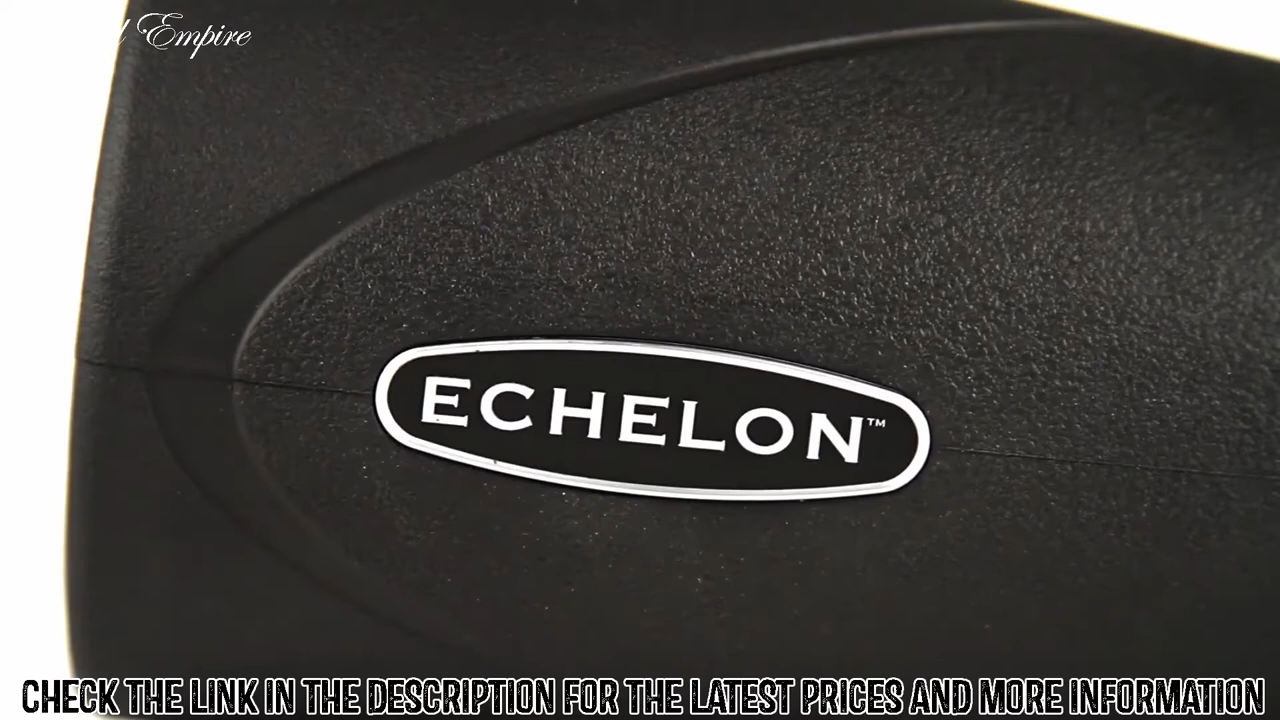 Empire
ECHELON™
CHECK THE LINK IN THE DESCRIPTION FOR THE LATEST PRICES AND MORE INFORMATION